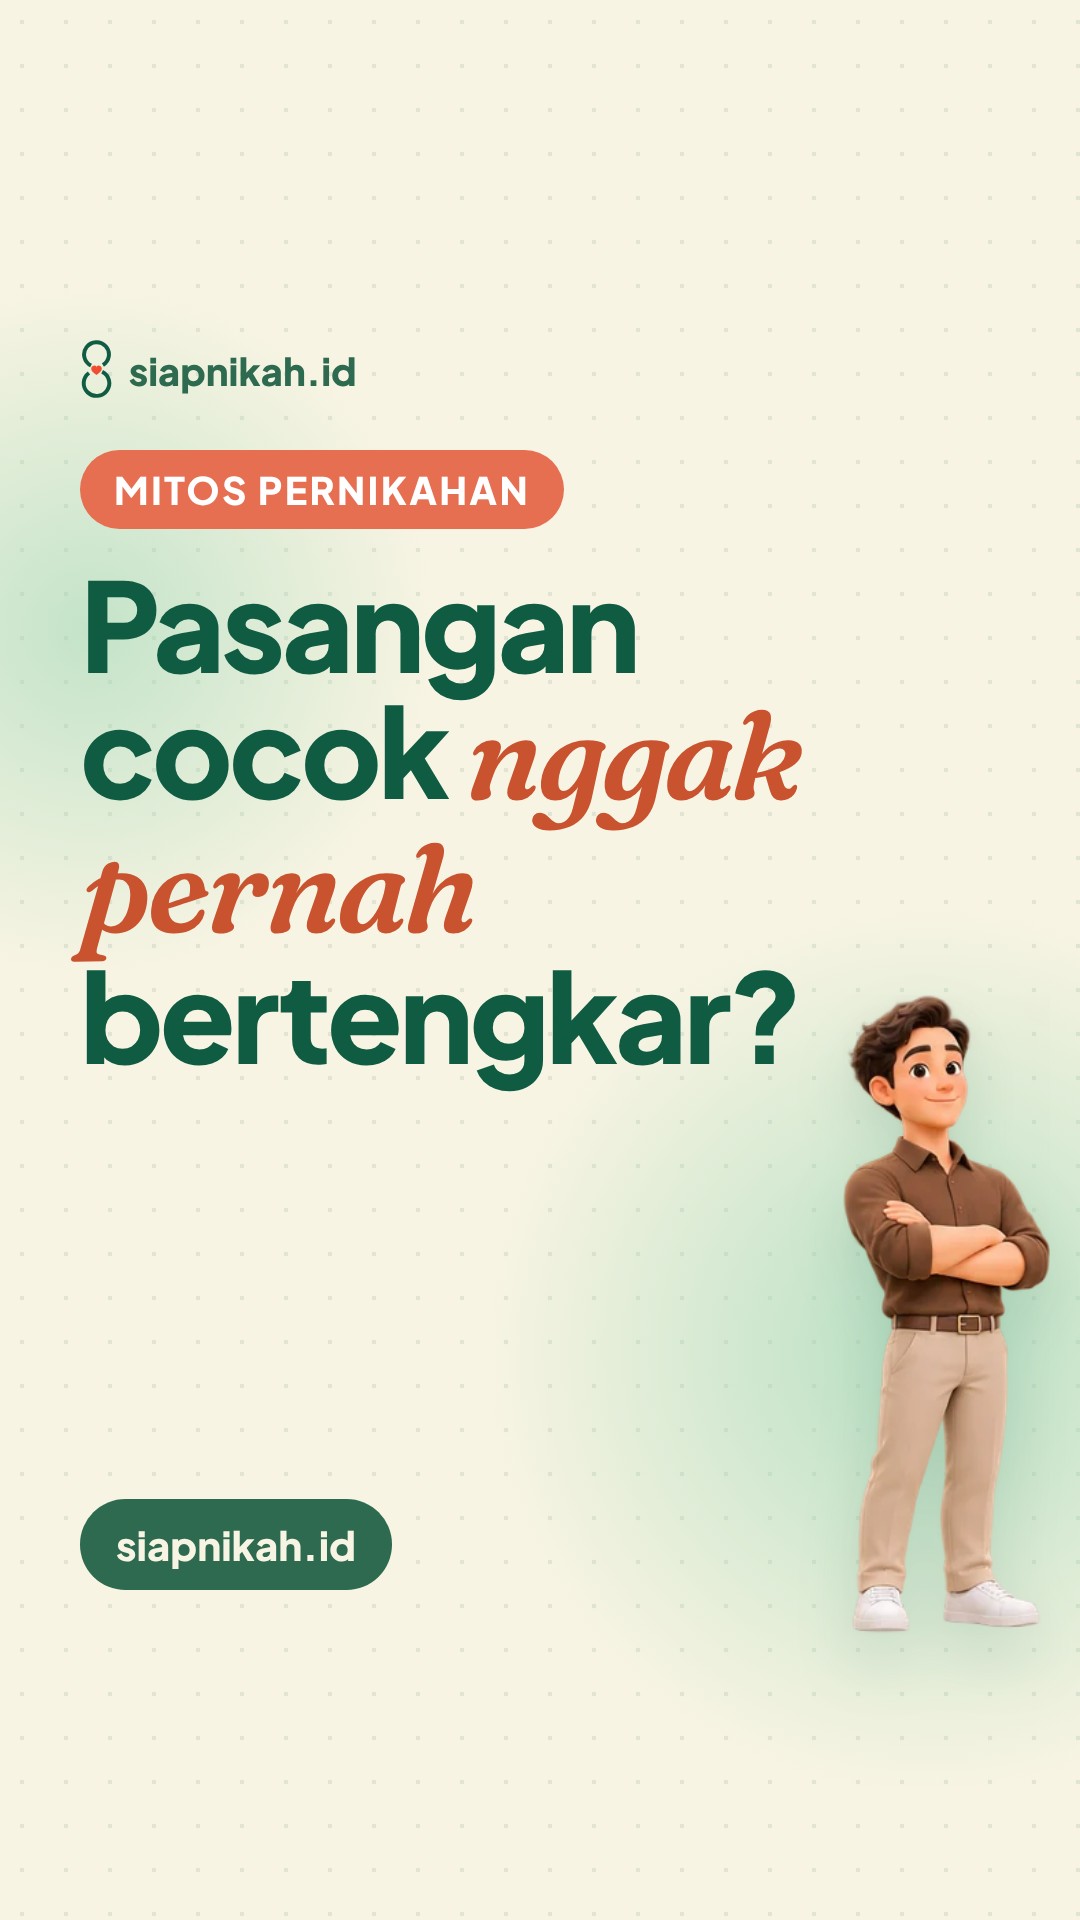 siapnikah.id
MITOS PERNIKAHAN
Pasangan
cocok nggak
pernah
bertengkar?
siapnikah.id